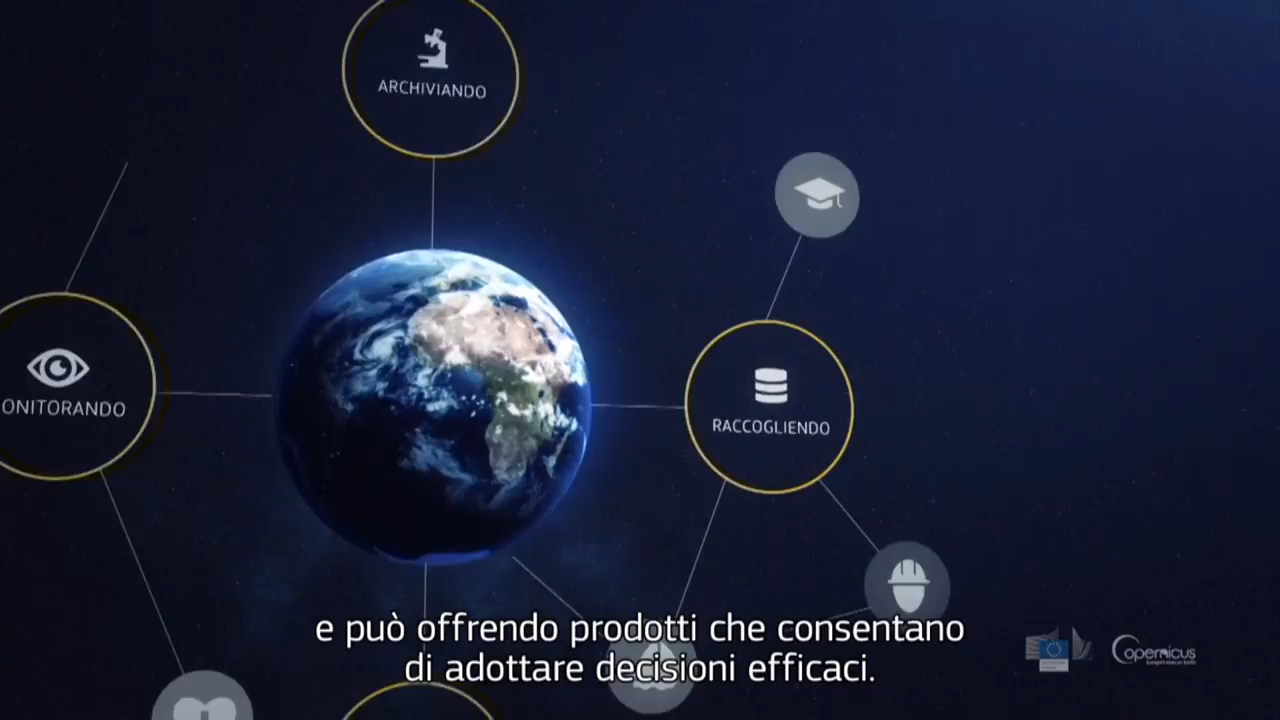 ARCHIVIANDO
ONITORANDO
RACCOGLIENDO
e può offrendo prodotti che consentano
di adottare decisioni efficaci.
Copernicus